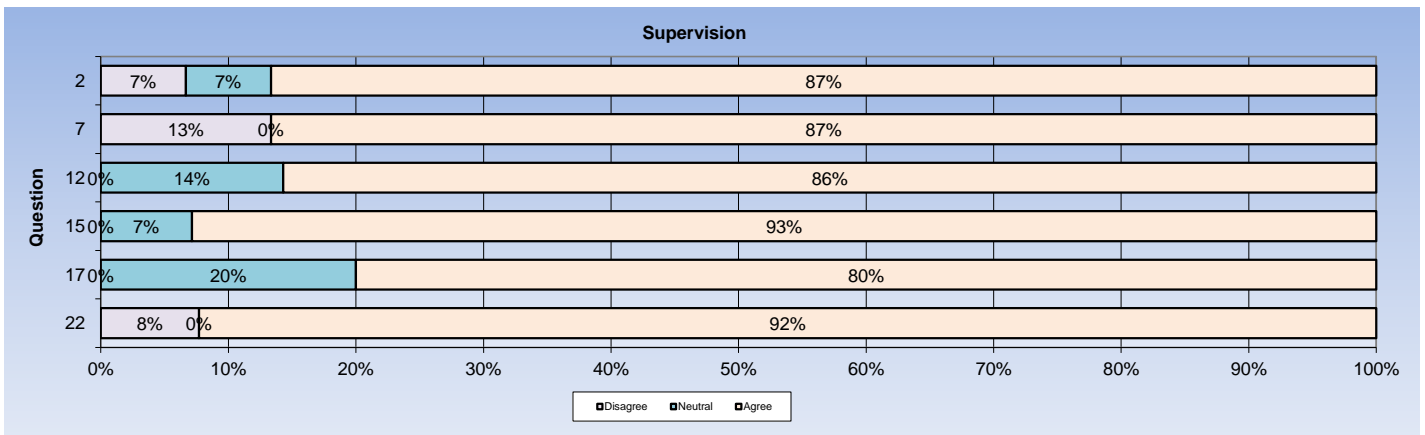 Supervision
Question
2 7% 7% 87%
7 13% 0% 87%
12 0% 14% 86%
15 0% 7% 93%
17 0% 20% 80%
22 8% 0% 92%
0% 10% 20% 30% 40% 50% 60% 70% 80% 90% 100%
Disagree Neutral Agree